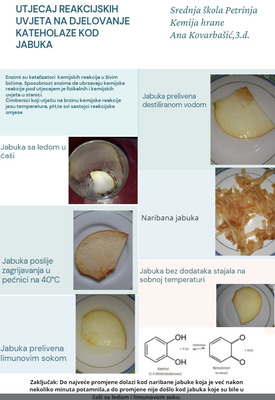 UTJECAJ REAKCIJSKIH
UVJETA NA DJELOVANJE
KATEHOLAZE KOD
JABUKA
Srednja škola Petrinja
Kemija hrane
Ana Kovarbašić,3.d.
Enzimi su katalizatori kemijskih reakcija u živim
bićima. Sposobnost enzima da ubrzavaju kemijske
reakcije pod utjecajem je fizikalnih i kemijskih
uvjeta u stanici.
Čimbenici koji utječu na brzinu kemijske reakcije
jesu temperatura, pH,te svi sastojci reakcijske
smjese
Jabuka prelivena
destiliranom vodom
Jabuka sa ledom u
čaši
Naribana jabuka
Jabuka poslije
zagrijavanja u
pećnici na 40°C
Jabuka bez dodataka stajala na
sobnoj temperaturi
Jabuka prelivena
limunovim sokom
OH
OH
O
O
Zaključak: Do najveće promjene dolazi kod naribane jabuke koja je već nakon
nekoliko minuta potamnila,a do promjene nije došlo kod jabuka koje su bile u
čaši sa ledom i limunovom soku.